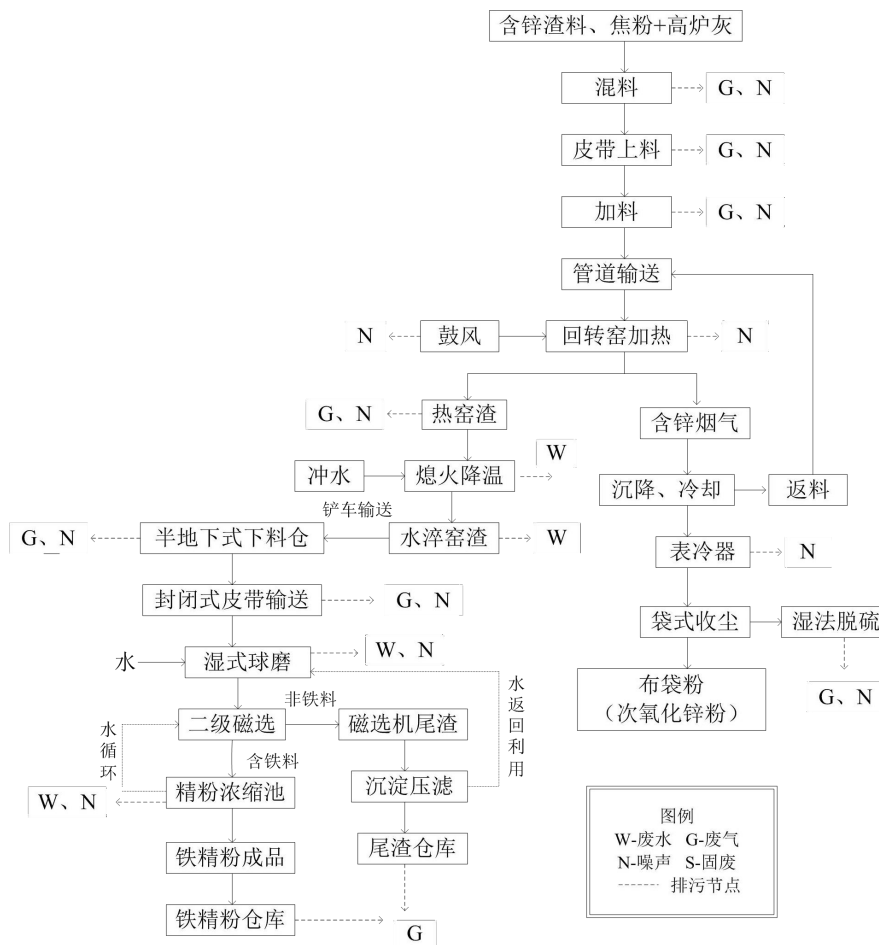 含锌渣料、焦粉+高炉灰
混料
G、N
皮带上料
G、N
加料
G、N
管道输送
N
鼓风
回转窑加热
N
G、N
热窑渣
含锌烟气
冲水
熄火降温
W
沉降、冷却
返料
铲车输送
G、N
半地下式下料仓
水淬窑渣
W
表冷器
N
封闭式皮带输送
G、N
袋式收尘
湿法脱硫
水
湿式球磨
W、N
G、N
布袋粉
（次氧化锌粉）
水循环
二级磁选
非铁料
磁选机尾渣
水返回利用
含铁料
W、N
精粉浓缩池
沉淀压滤
铁精粉成品
尾渣仓库
铁精粉仓库
G
图例
W-废水 G-废气
N-噪声 S-固废
排污节点